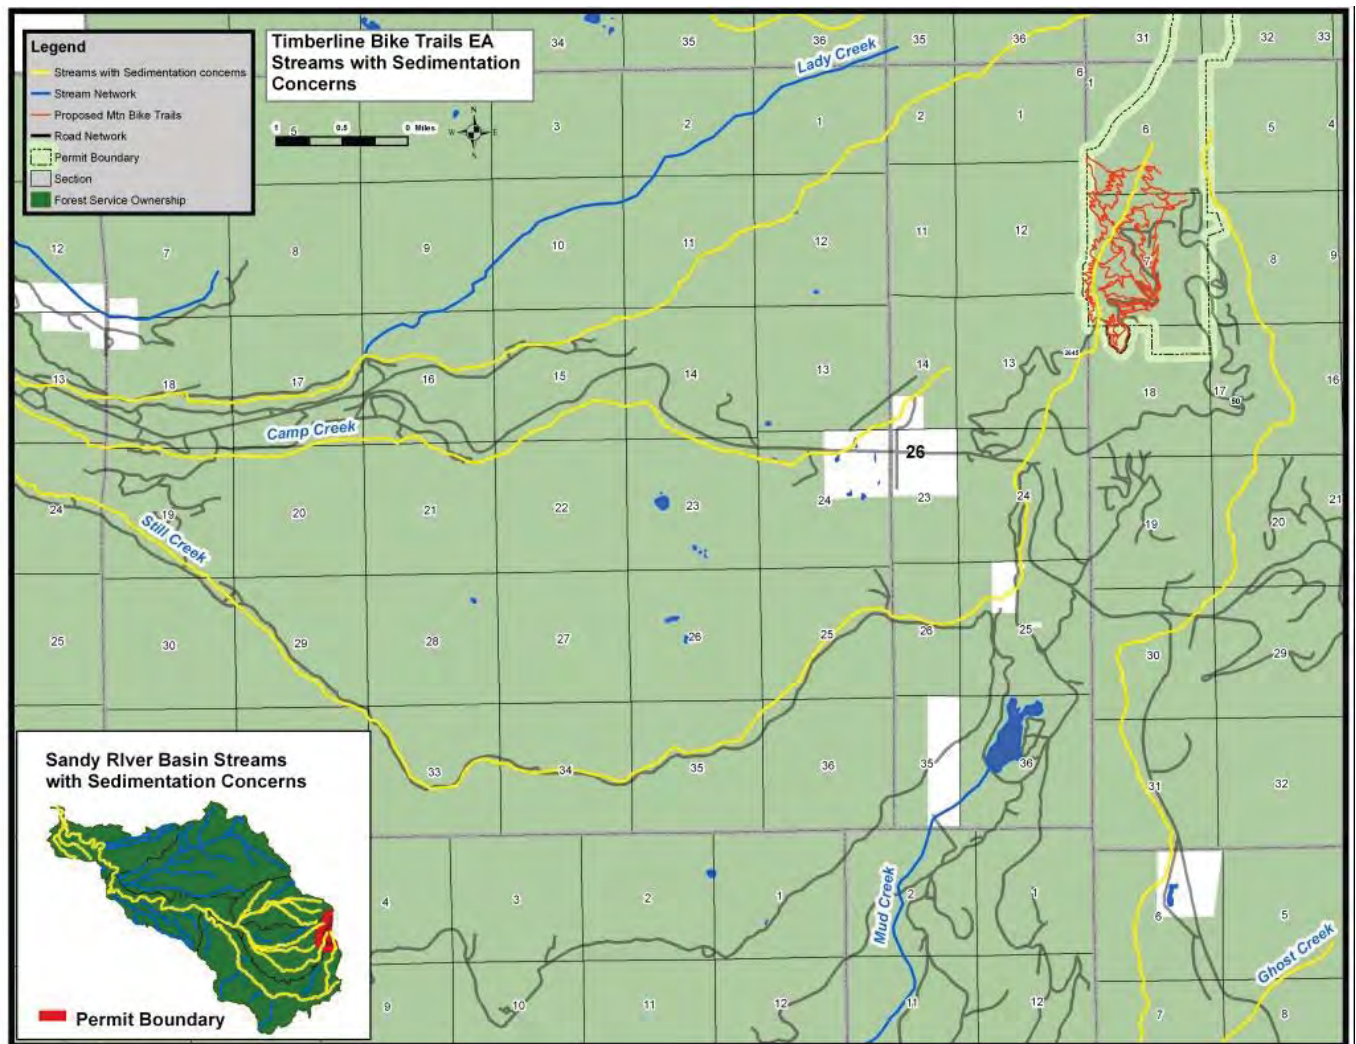 Legend
Streams with Sedimentation concerns
Stream Network
Proposed Mtn Bike Trails
Road Network
Permit Boundary
Section
Forest Service Ownership
Timberline Bike Trails EA
Streams with Sedimentation
Concerns
1 0.5 0 Miles
N
W E
S
34 35 36 35 36 31 32 33
Lady Creek
6 1
5 3 2 1 2 1 6 5 4
12 7 8 9 10 11 12 11 12 7 8 9
2645
13 18 17 16 15 14 13 14 13 18 17 16
50
Camp Creek
26
24 19 20 21 22 23 24 23 24 19 20 21
Still Creek
25 30 29 28 27 26 25 26 25 30 29
33 34 35 36 35 36 31 32
Sandy RIver Basin Streams
with Sedimentation Concerns
Permit Boundary
4 3 2 1 2 1 6 5
Mud Creek
Ghost Creek
9 10 11 12 11 12 7 8